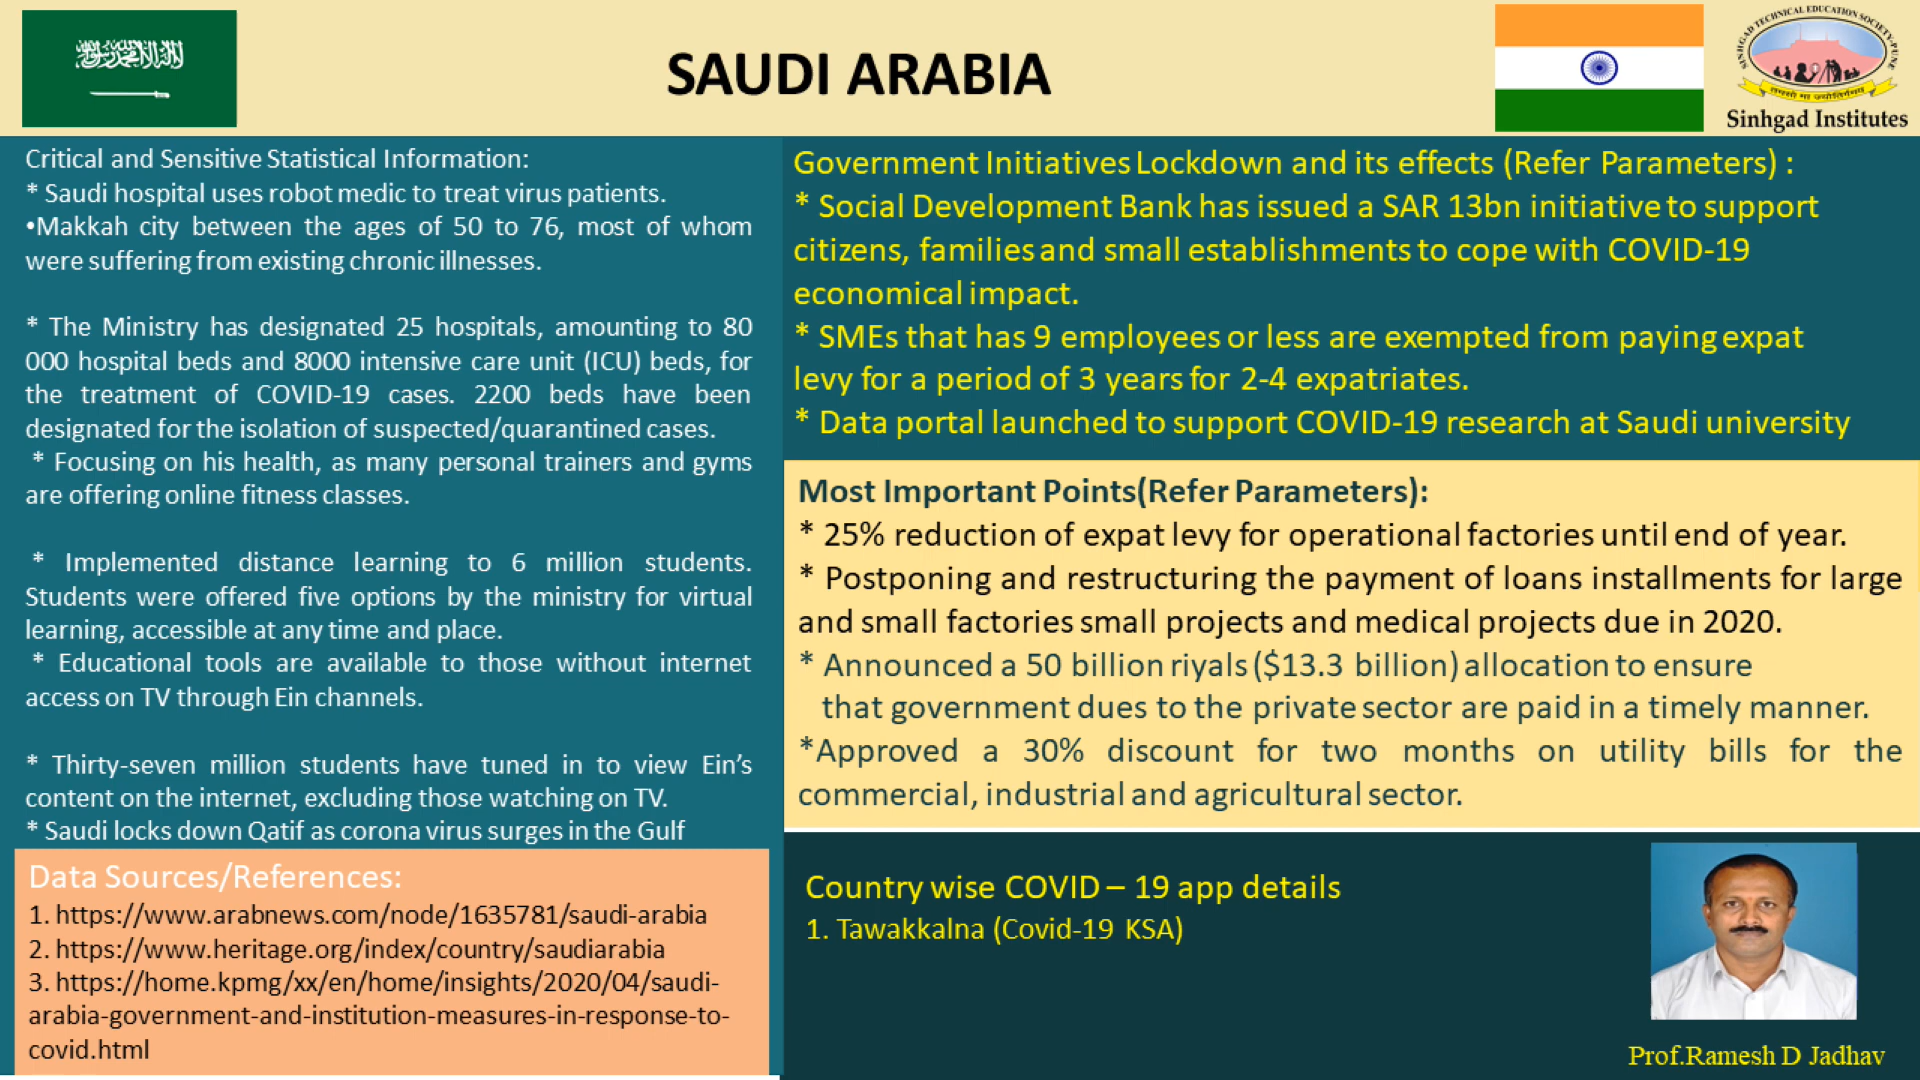 SAUDI ARABIA
SINHGAD TECHNICAL EDUCATION SOCIETY-PUNE
Sinhgad Institutes
Critical and Sensitive Statistical Information:
* Saudi hospital uses robot medic to treat virus patients.
•Makkah city between the ages of 50 to 76, most of whom
were suffering from existing chronic illnesses.
* The Ministry has designated 25 hospitals, amounting to 80
000 hospital beds and 8000 intensive care unit (ICU) beds, for
the treatment of COVID-19 cases. 2200 beds have been
designated for the isolation of suspected/quarantined cases.
* Focusing on his health, as many personal trainers and gyms
are offering online fitness classes.
* Implemented distance learning to 6 million students.
Students were offered five options by the ministry for virtual
learning, accessible at any time and place.
* Educational tools are available to those without internet
access on TV through Ein channels.
* Thirty-seven million students have tuned in to view Ein’s
content on the internet, excluding those watching on TV.
* Saudi locks down Qatif as corona virus surges in the Gulf
Data Sources/References:
1. https://www.arabnews.com/node/1635781/saudi-arabia
2. https://www.heritage.org/index/country/saudiarabia
3. https://home.kpmg/xx/en/home/insights/2020/04/saudi-
arabia-government-and-institution-measures-in-response-to-
covid.html
Government Initiatives Lockdown and its effects (Refer Parameters) :
* Social Development Bank has issued a SAR 13bn initiative to support
citizens, families and small establishments to cope with COVID-19
economical impact.
* SMEs that has 9 employees or less are exempted from paying expat
levy for a period of 3 years for 2-4 expatriates.
* Data portal launched to support COVID-19 research at Saudi university
Most Important Points(Refer Parameters):
* 25% reduction of expat levy for operational factories until end of year.
* Postponing and restructuring the payment of loans installments for large
and small factories small projects and medical projects due in 2020.
* Announced a 50 billion riyals ($13.3 billion) allocation to ensure
that government dues to the private sector are paid in a timely manner.
*Approved a 30% discount for two months on utility bills for the
commercial, industrial and agricultural sector.
Country wise COVID – 19 app details
1. Tawakkalna (Covid-19 KSA)
Prof.Ramesh D Jadhav